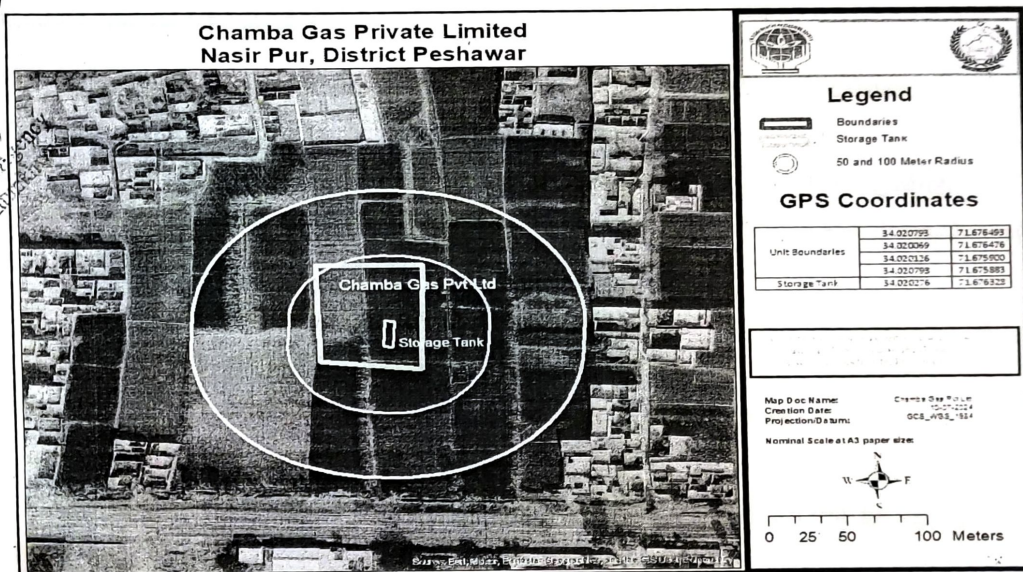 Chamba Gas Private Limited
Nasir Pur, District Peshawar
Chamba Gas Pvt Ltd
Storage Tank
Legend
Boundaries
Storage Tank
50 and 100 Meter Radius
GPS Coordinates
Unit Boundaries
34.020793 71.676493
34.020069 71.676476
34.020126 71.675900
34.020793 71.675883
Storage Tank 34.020276 71.676323
Map Doc Name:
Creation Date:
Projection/Datum: GCS_WGS_1984
Nominal Scale at A3 paper size:
N
W
0 25 50 100 Meters